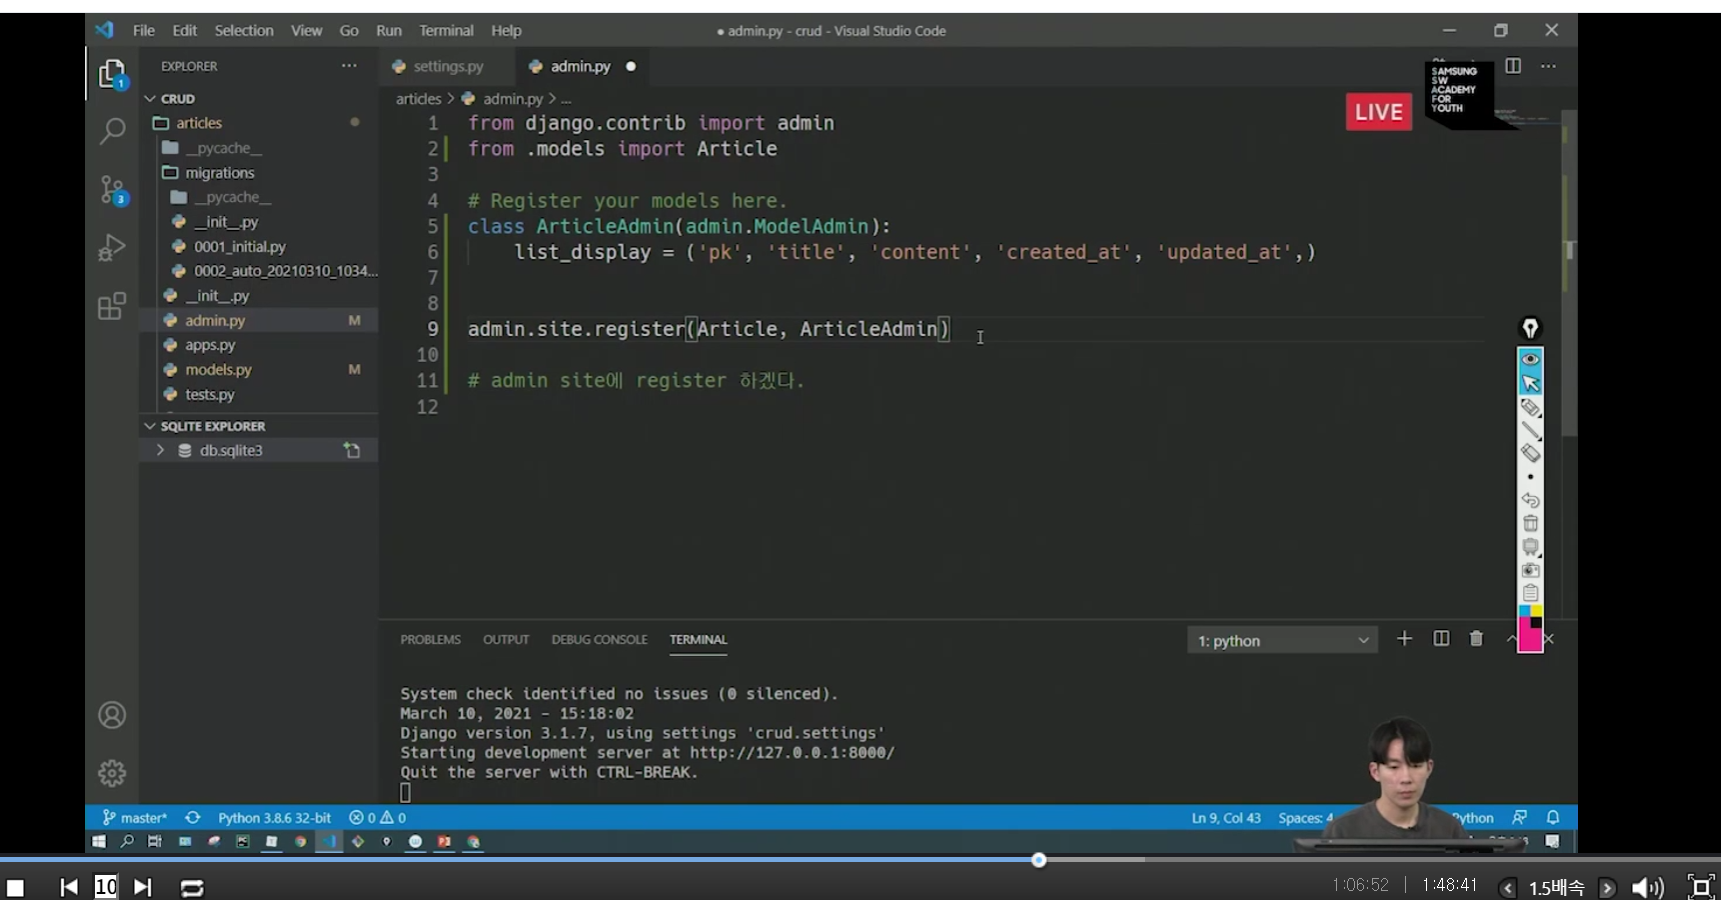 File Edit Selection View Go Run Terminal Help
● admin.py - crud - Visual Studio Code
EXPLORER
settings.py
admin.py
SAMSUNG
SW
ACADEMY
FOR
YOUTH
LIVE
CRUD
articles > admin.py > ...
articles
__pycache__
migrations
__pycache__
__init__.py
0001_initial.py
0002_auto_20210310_1034...
__init__.py
admin.py M
apps.py
models.py M
tests.py
SQLITE EXPLORER
db.sqlite3
1 from django.contrib import admin
2 from .models import Article
3
4 # Register your models here.
5 class ArticleAdmin(admin.ModelAdmin):
6 list_display = ('pk', 'title', 'content', 'created_at', 'updated_at',)
7
8
9 admin.site.register(Article, ArticleAdmin)
10
11 # admin site에 register 하겠다.
12
PROBLEMS OUTPUT DEBUG CONSOLE TERMINAL
1: python
System check identified no issues (0 silenced).
March 10, 2021 - 15:18:02
Django version 3.1.7, using settings 'crud.settings'
Starting development server at http://127.0.0.1:8000/
Quit the server with CTRL-BREAK.
master* Python 3.8.6 32-bit 0 0
Ln 9, Col 43 Spaces: 4
10
1:06:52 | 1:48:41
1.5배속